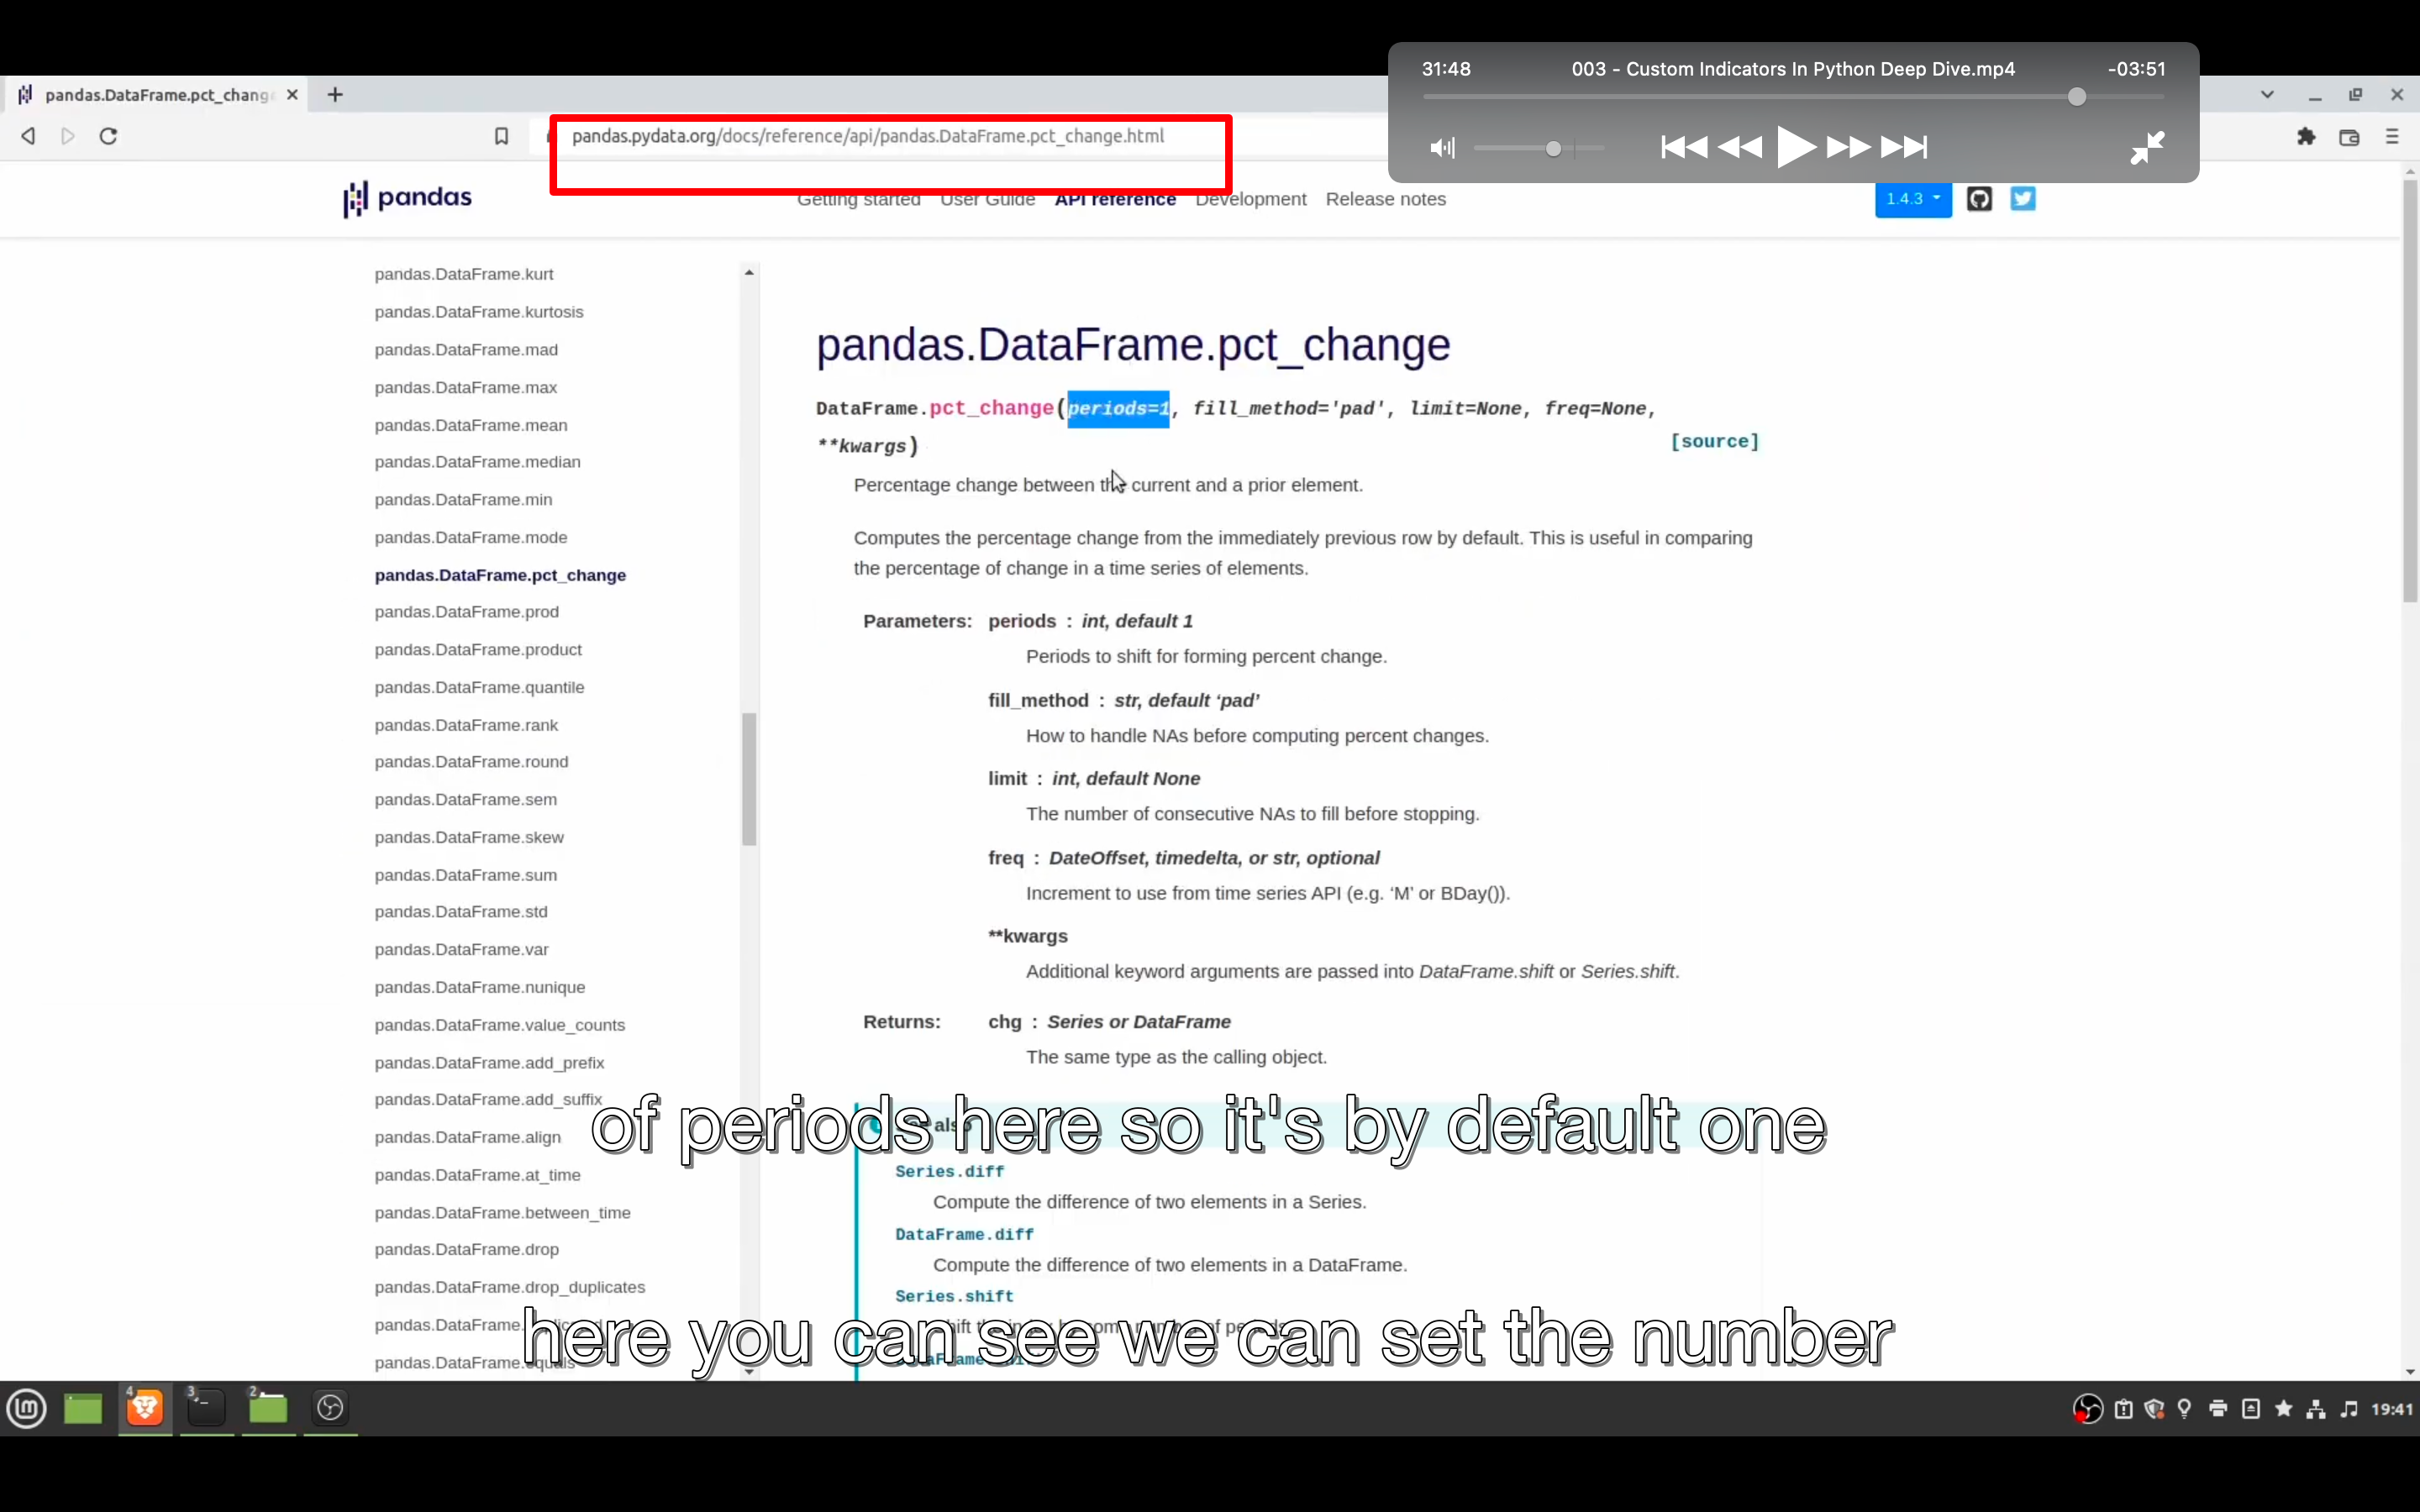 31:48 003 - Custom Indicators In Python Deep Dive.mp4 -03:51
pandas.DataFrame.pct_chang
pandas.pydata.org/docs/reference/api/pandas.DataFrame.pct_change.html
pandas Getting started User Guide API reference Development Release notes 1.4.3
pandas.DataFrame.kurt
pandas.DataFrame.kurtosis
pandas.DataFrame.mad
pandas.DataFrame.max
pandas.DataFrame.mean
pandas.DataFrame.median
pandas.DataFrame.min
pandas.DataFrame.mode
pandas.DataFrame.pct_change
pandas.DataFrame.prod
pandas.DataFrame.product
pandas.DataFrame.quantile
pandas.DataFrame.rank
pandas.DataFrame.round
pandas.DataFrame.sem
pandas.DataFrame.skew
pandas.DataFrame.sum
pandas.DataFrame.std
pandas.DataFrame.var
pandas.DataFrame.nunique
pandas.DataFrame.value_counts
pandas.DataFrame.add_prefix
pandas.DataFrame.add_suffix
pandas.DataFrame.align
pandas.DataFrame.at_time
pandas.DataFrame.between_time
pandas.DataFrame.drop
pandas.DataFrame.drop_duplicates
pandas.DataFrame.
pandas.DataFrame.equals
pandas.DataFrame.pct_change
DataFrame.pct_change(periods=1, fill_method='pad', limit=None, freq=None,
**kwargs) [source]
Percentage change between the current and a prior element.
Computes the percentage change from the immediately previous row by default. This is useful in comparing
the percentage of change in a time series of elements.
Parameters: periods : int, default 1
Periods to shift for forming percent change.
fill_method : str, default ‘pad’
How to handle NAs before computing percent changes.
limit : int, default None
The number of consecutive NAs to fill before stopping.
freq : DateOffset, timedelta, or str, optional
Increment to use from time series API (e.g. ‘M’ or BDay()).
**kwargs
Additional keyword arguments are passed into DataFrame.shift or Series.shift.
Returns: chg : Series or DataFrame
The same type as the calling object.
of periods here so it's by default one
Series.diff
Compute the difference of two elements in a Series.
DataFrame.diff
Compute the difference of two elements in a DataFrame.
Series.shift
here you can see we can set the number
4 3 2 19:41